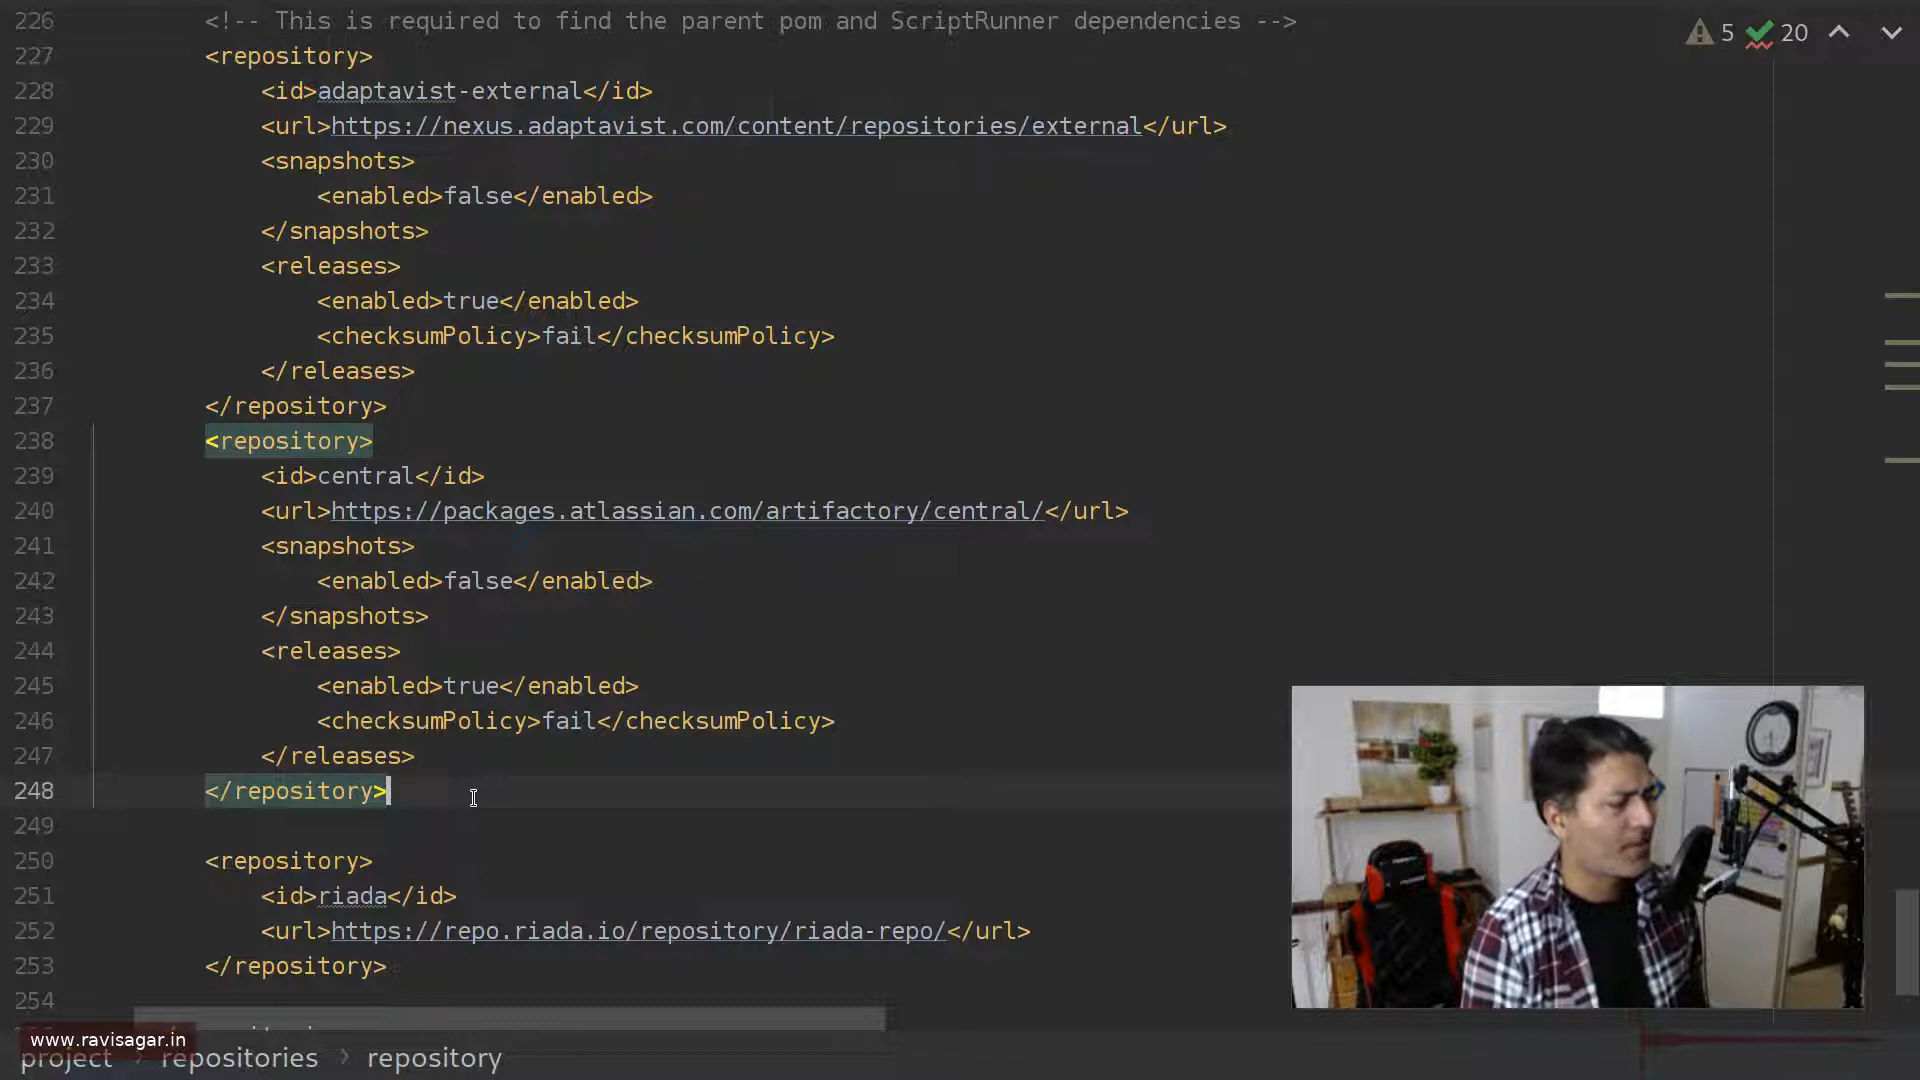 226 <!-- This is required to find the parent pom and ScriptRunner dependencies -->
5 20
227 <repository>
228 <id>adaptavist-external</id>
229 <url>https://nexus.adaptavist.com/content/repositories/external</url>
230 <snapshots>
231 <enabled>false</enabled>
232 </snapshots>
233 <releases>
234 <enabled>true</enabled>
235 <checksumPolicy>fail</checksumPolicy>
236 </releases>
237 </repository>
238 <repository>
239 <id>central</id>
240 <url>https://packages.atlassian.com/artifactory/central/</url>
241 <snapshots>
242 <enabled>false</enabled>
243 </snapshots>
244 <releases>
245 <enabled>true</enabled>
246 <checksumPolicy>fail</checksumPolicy>
247 </releases>
248 </repository>
249
250 <repository>
251 <id>riada</id>
252 <url>https://repo.riada.io/repository/riada-repo/</url>
253 </repository>
254
www.ravisagar.in
project > repositories > repository